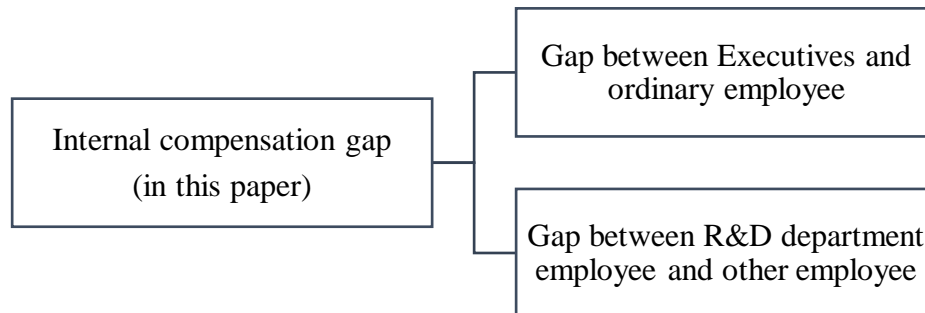 Gap between Executives and
ordinary employee
Internal compensation gap
(in this paper)
Gap between R&D department
employee and other employee